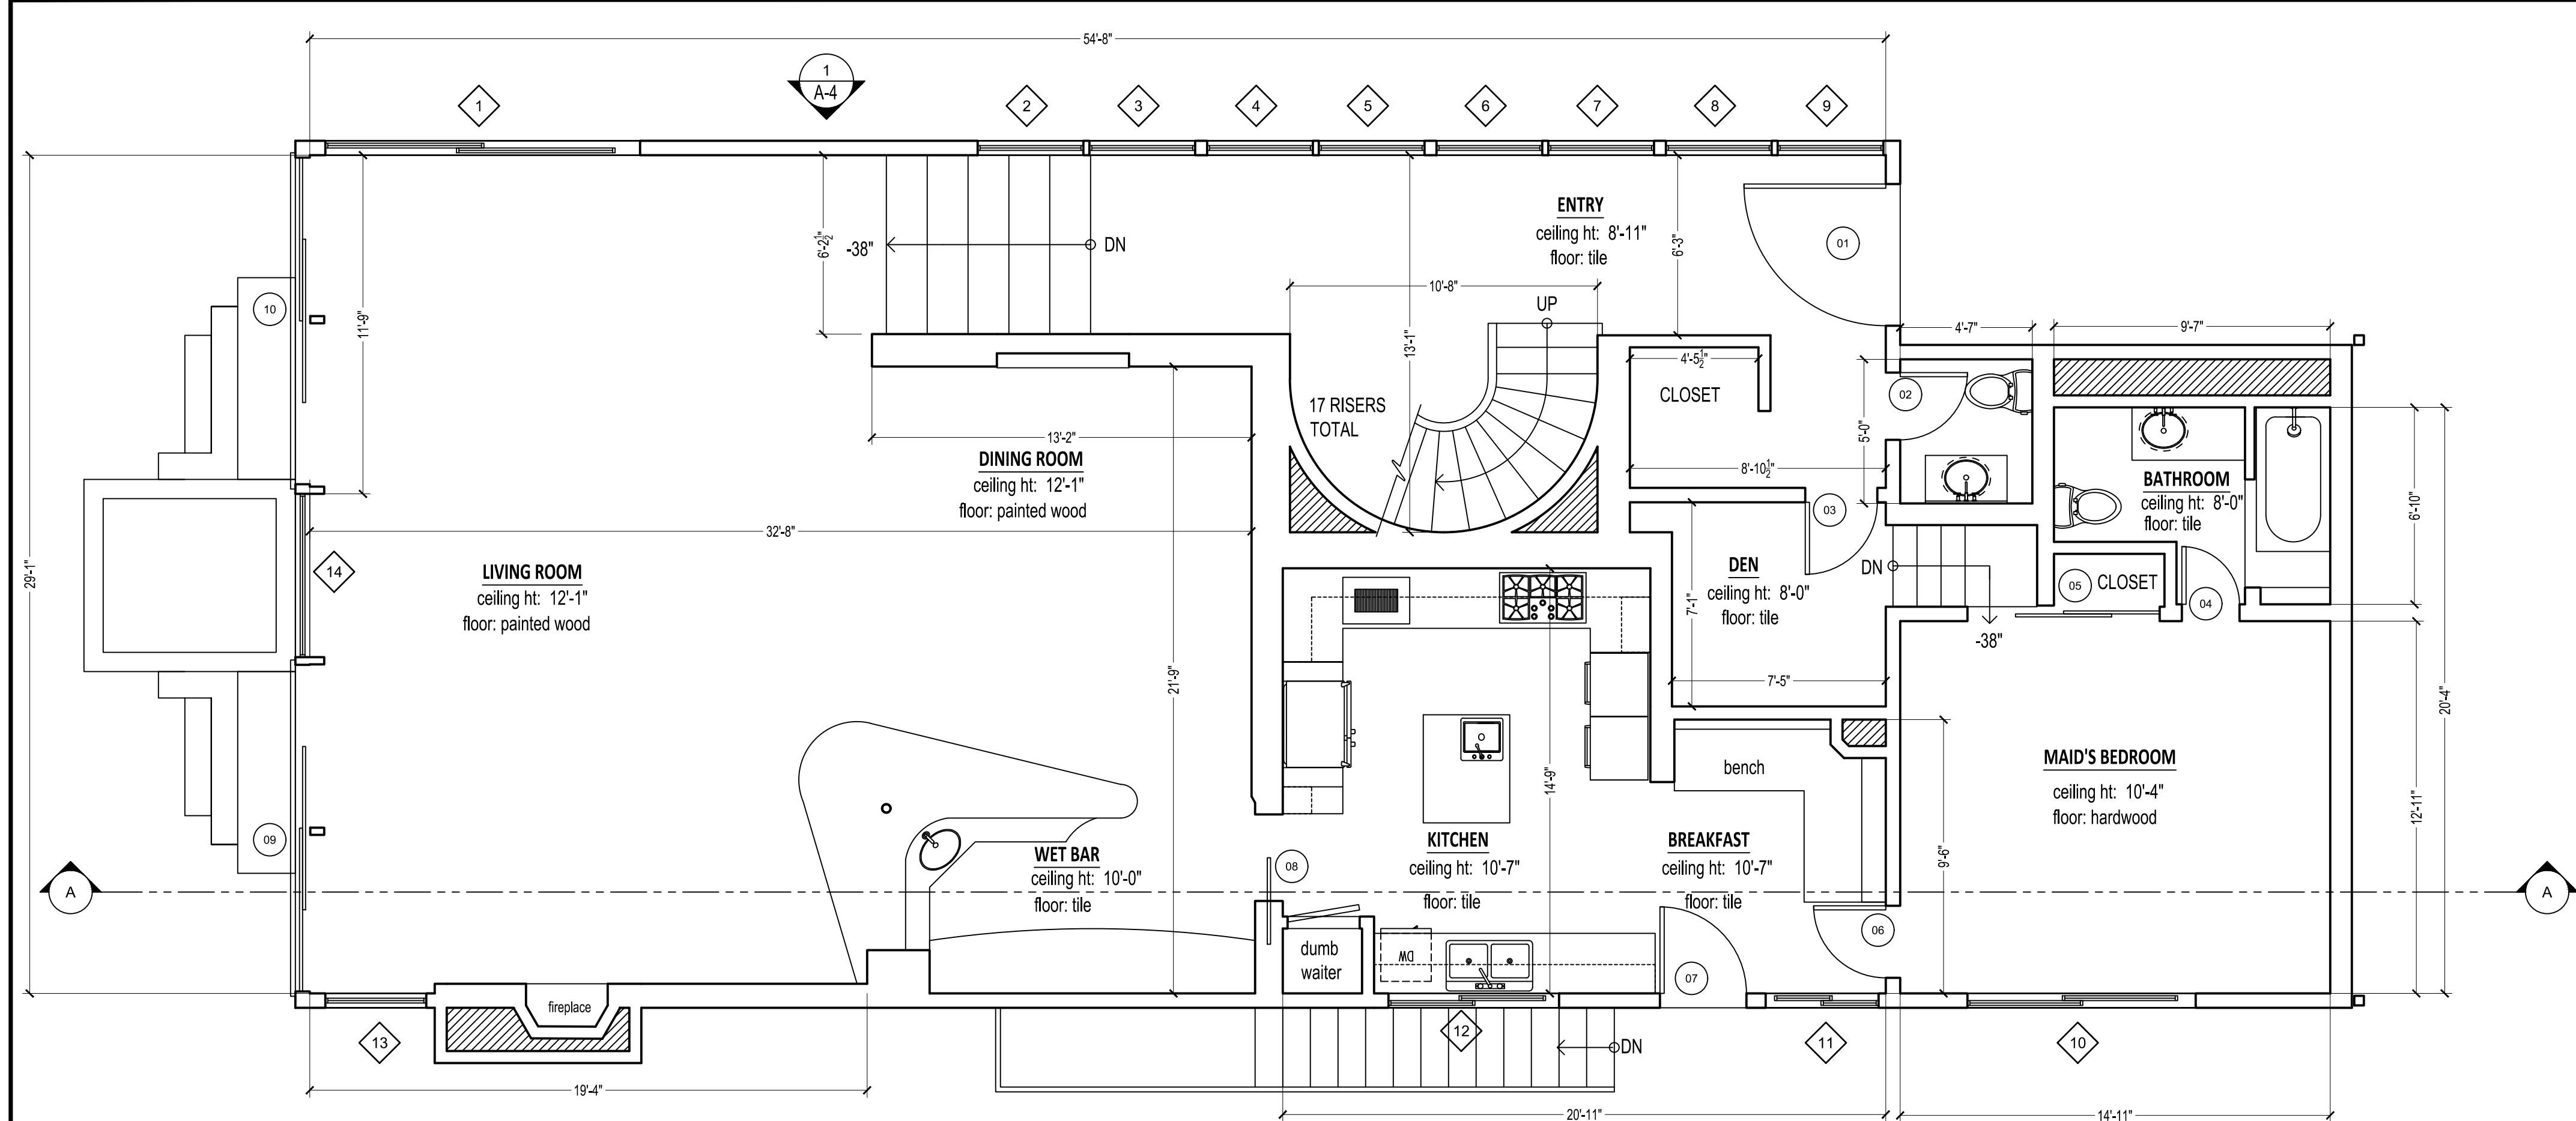 54'-8"
1
A-4
1
2
3
4
5
6
7
8
9
ENTRY
ceiling ht: 8'-11"
floor: tile
01
6'-2½"
-38"
DN
6'-3"
10'-8"
UP
13'-1"
11'-9"
10
4'-7"
9'-7"
4'-5½"
CLOSET
02
17 RISERS
TOTAL
5'-0"
13'-2"
DINING ROOM
ceiling ht: 12'-1"
floor: painted wood
8'-10½"
BATHROOM
ceiling ht: 8'-0"
floor: tile
6'-10"
20'-4"
03
32'-8"
29'-1"
14
LIVING ROOM
ceiling ht: 12'-1"
floor: painted wood
DEN
ceiling ht: 8'-0"
floor: tile
DN
05
CLOSET
04
7'-1"
-38"
21'-9"
7'-5"
bench
14'-9"
MAID'S BEDROOM
ceiling ht: 10'-4"
floor: hardwood
12'-11"
09
WET BAR
ceiling ht: 10'-0"
floor: tile
08
KITCHEN
ceiling ht: 10'-7"
floor: tile
BREAKFAST
ceiling ht: 10'-7"
floor: tile
9'-6"
A
A
06
dumb
waiter
DW
07
fireplace
13
12
DN
11
10
19'-4"
20'-11"
14'-11"